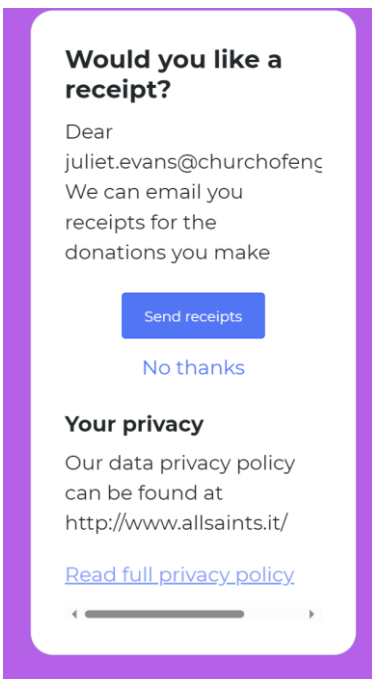 Would you like a
receipt?
Dear
juliet.evans@churchofeng
We can email you
receipts for the
donations you make
Send receipts
No thanks
Your privacy
Our data privacy policy
can be found at
http://www.allsaints.it/
Read full privacy policy